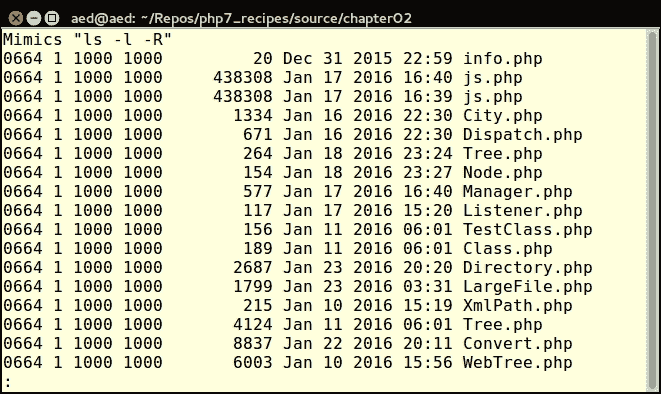 aed@aed: ~/Repos/php7_recipes/source/chapter02
Mimics "ls -l -R"
0664 1 1000 1000         20 Dec 31 2015 22:59 info.php
0664 1 1000 1000     438308 Jan 17 2016 16:40 js.php
0664 1 1000 1000     438308 Jan 17 2016 16:39 js.php
0664 1 1000 1000       1334 Jan 16 2016 22:30 City.php
0664 1 1000 1000        671 Jan 16 2016 22:30 Dispatch.php
0664 1 1000 1000        264 Jan 18 2016 23:24 Tree.php
0664 1 1000 1000        154 Jan 18 2016 23:27 Node.php
0664 1 1000 1000        577 Jan 17 2016 16:40 Manager.php
0664 1 1000 1000        117 Jan 17 2016 15:20 Listener.php
0664 1 1000 1000        156 Jan 11 2016 06:01 TestClass.php
0664 1 1000 1000        189 Jan 11 2016 06:01 Class.php
0664 1 1000 1000       2687 Jan 23 2016 20:20 Directory.php
0664 1 1000 1000       1799 Jan 23 2016 03:31 LargeFile.php
0664 1 1000 1000        215 Jan 10 2016 15:19 XmlPath.php
0664 1 1000 1000       4124 Jan 11 2016 06:01 Tree.php
0664 1 1000 1000       8837 Jan 22 2016 20:11 Convert.php
0664 1 1000 1000       6003 Jan 10 2016 15:56 WebTree.php
: